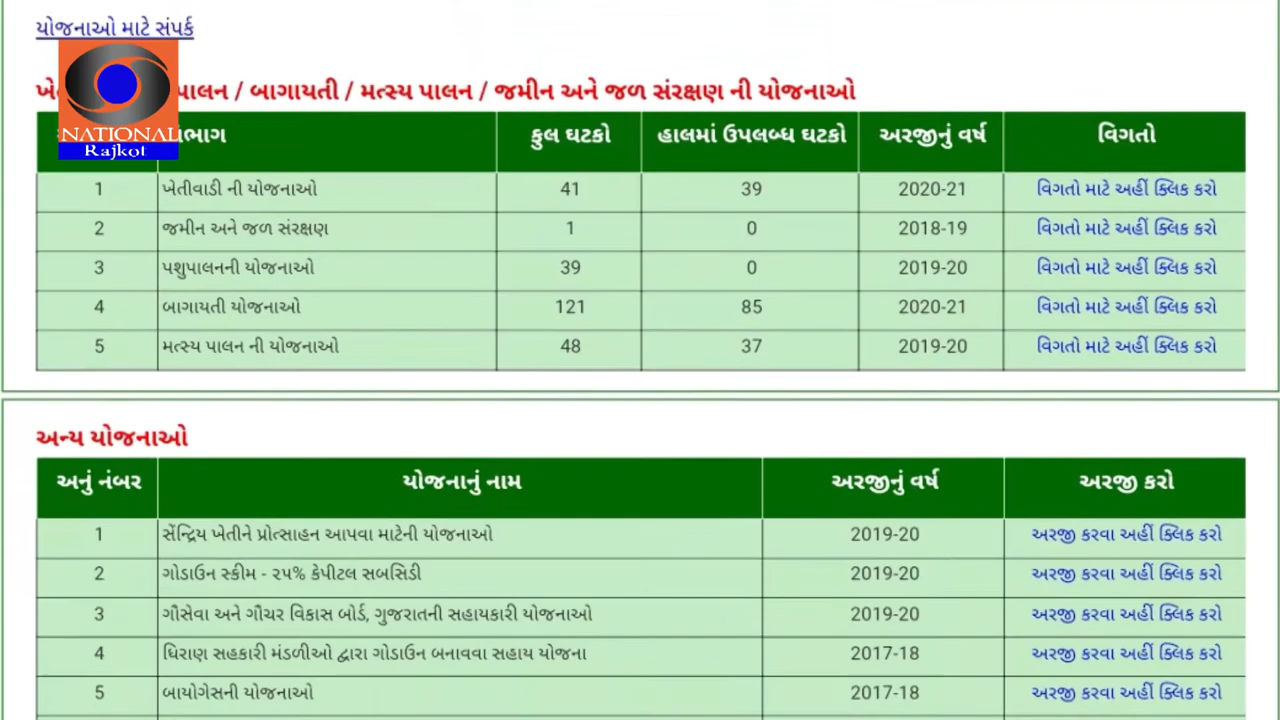 યોજનાઓ માટે સંપર્ક
NATIONAL
Rajkot
પાલન / બાગાયતી / મત્સ્ય પાલન / જમીન અને જળ સંરક્ષણ ની યોજનાઓ
કુલ ઘટકો હાલમાં ઉપલબ્ધ ઘટકો અરજીનું વર્ષ વિગતો
1 ખેતીવાડી ની યોજનાઓ 41 39 2020-21 વિગતો માટે અહીં ક્લિક કરો
2 જમીન અને જળ સંરક્ષણ 1 0 2018-19 વિગતો માટે અહીં ક્લિક કરો
3 પશુપાલનની યોજનાઓ 39 0 2019-20 વિગતો માટે અહીં ક્લિક કરો
4 બાગાયતી યોજનાઓ 121 85 2020-21 વિગતો માટે અહીં ક્લિક કરો
5 મત્સ્ય પાલન ની યોજનાઓ 48 37 2019-20 વિગતો માટે અહીં ક્લિક કરો
અન્ય યોજનાઓ
અનું નંબર યોજનાનું નામ અરજીનું વર્ષ અરજી કરો
1 સેંન્દ્રિય ખેતીને પ્રોત્સાહન આપવા માટેની યોજનાઓ 2019-20 અરજી કરવા અહીં ક્લિક કરો
2 ગોડાઉન સ્કીમ - ૨૫% કેપીટલ સબસિડી 2019-20 અરજી કરવા અહીં ક્લિક કરો
3 ગૌસેવા અને ગૌચર વિકાસ બોર્ડ, ગુજરાતની સહાયકારી યોજનાઓ 2019-20 અરજી કરવા અહીં ક્લિક કરો
4 ધિરાણ સહકારી મંડળીઓ દ્વારા ગોડાઉન બનાવવા સહાય યોજના 2017-18 અરજી કરવા અહીં ક્લિક કરો
5 બાયોગેસની યોજનાઓ 2017-18 અરજી કરવા અહીં ક્લિક કરો